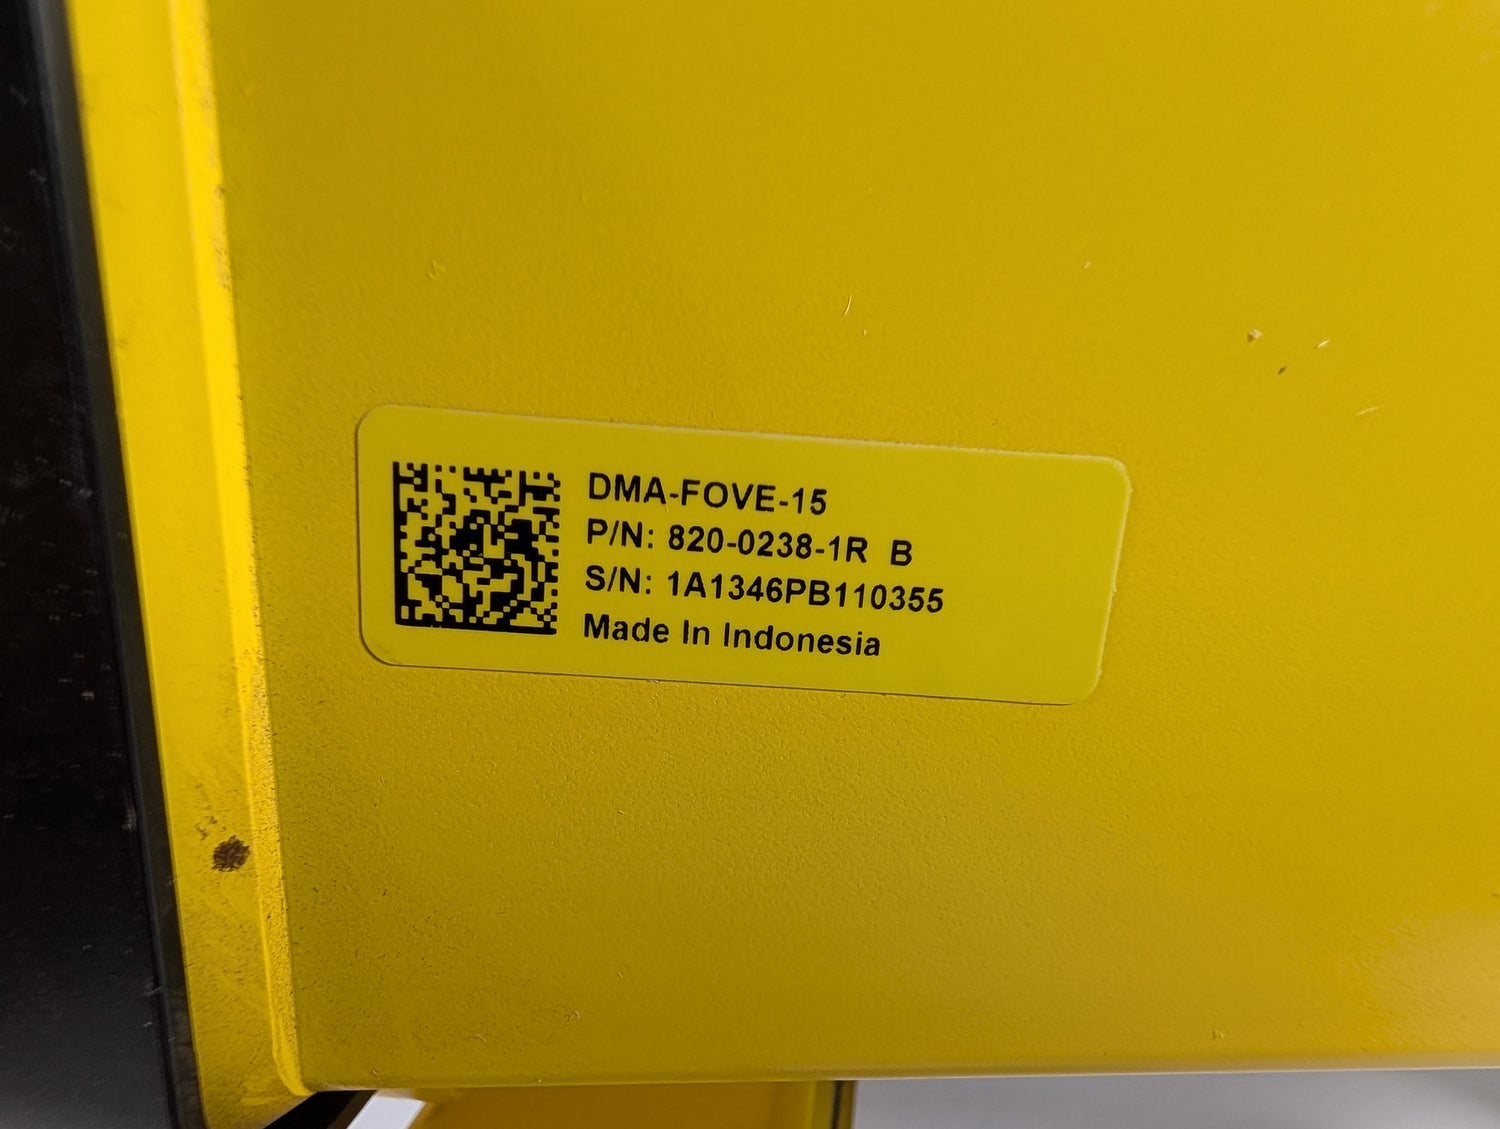 DMA-FOVE-15
P/N: 820-0238-1R B
S/N: 1A1346PB110355
Made In Indonesia